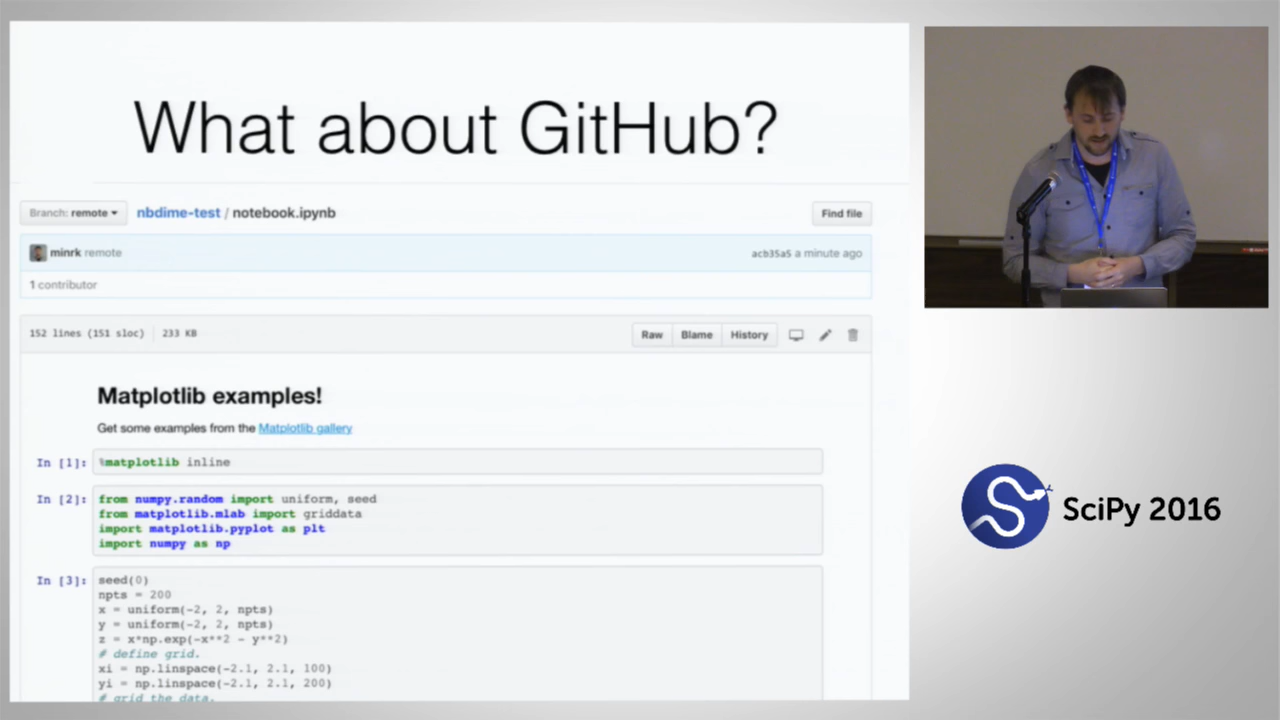 What about GitHub?
Branch: remote
nbdime-test / notebook.ipynb
Find file
minrk remote
acb35a5 a minute ago
1 contributor
152 lines (151 sloc) 233 KB
Raw Blame History
Matplotlib examples!
Get some examples from the Matplotlib gallery
In [1]: %matplotlib inline
In [2]: from numpy.random import uniform, seed
from matplotlib.mlab import griddata
import matplotlib.pyplot as plt
import numpy as np
In [3]: seed(0)
npts = 200
x = uniform(-2, 2, npts)
y = uniform(-2, 2, npts)
z = x*np.exp(-x**2 - y**2)
# define grid.
xi = np.linspace(-2.1, 2.1, 100)
yi = np.linspace(-2.1, 2.1, 200)
# grid the data.
SciPy 2016